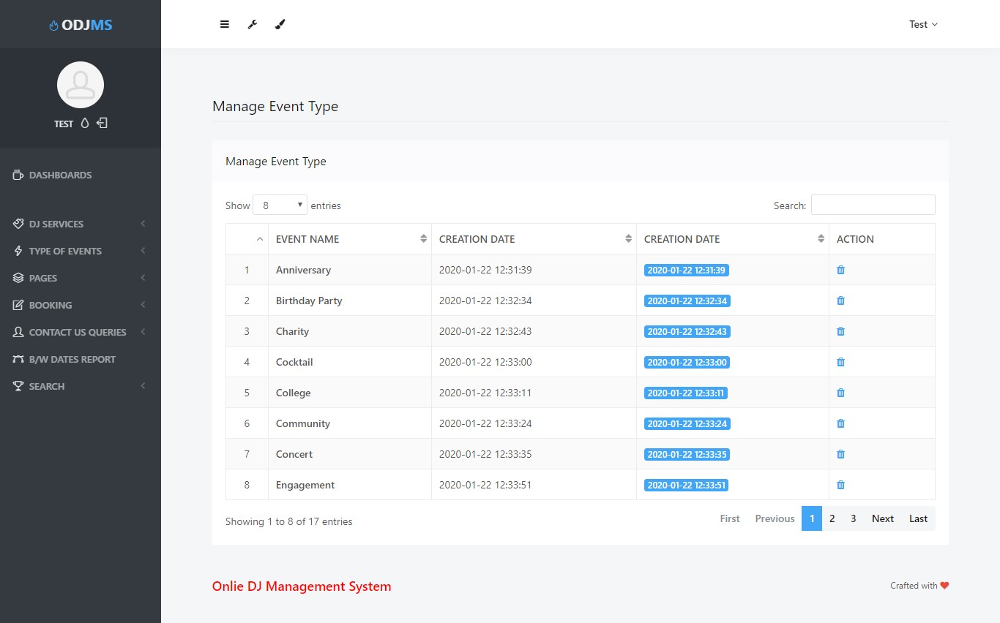 ODJMS
Test
TEST
DASHBOARDS
DJ SERVICES
TYPE OF EVENTS
PAGES
BOOKING
CONTACT US QUERIES
B/W DATES REPORT
SEARCH
Manage Event Type
Manage Event Type
Show 8 entries Search:
EVENT NAME CREATION DATE CREATION DATE ACTION
1 Anniversary 2020-01-22 12:31:39 2020-01-22 12:31:39
2 Birthday Party 2020-01-22 12:32:34 2020-01-22 12:32:34
3 Charity 2020-01-22 12:32:43 2020-01-22 12:32:43
4 Cocktail 2020-01-22 12:33:00 2020-01-22 12:33:00
5 College 2020-01-22 12:33:11 2020-01-22 12:33:11
6 Community 2020-01-22 12:33:24 2020-01-22 12:33:24
7 Concert 2020-01-22 12:33:35 2020-01-22 12:33:35
8 Engagement 2020-01-22 12:33:51 2020-01-22 12:33:51
Showing 1 to 8 of 17 entries First Previous 1 2 3 Next Last
Onlie DJ Management System Crafted with